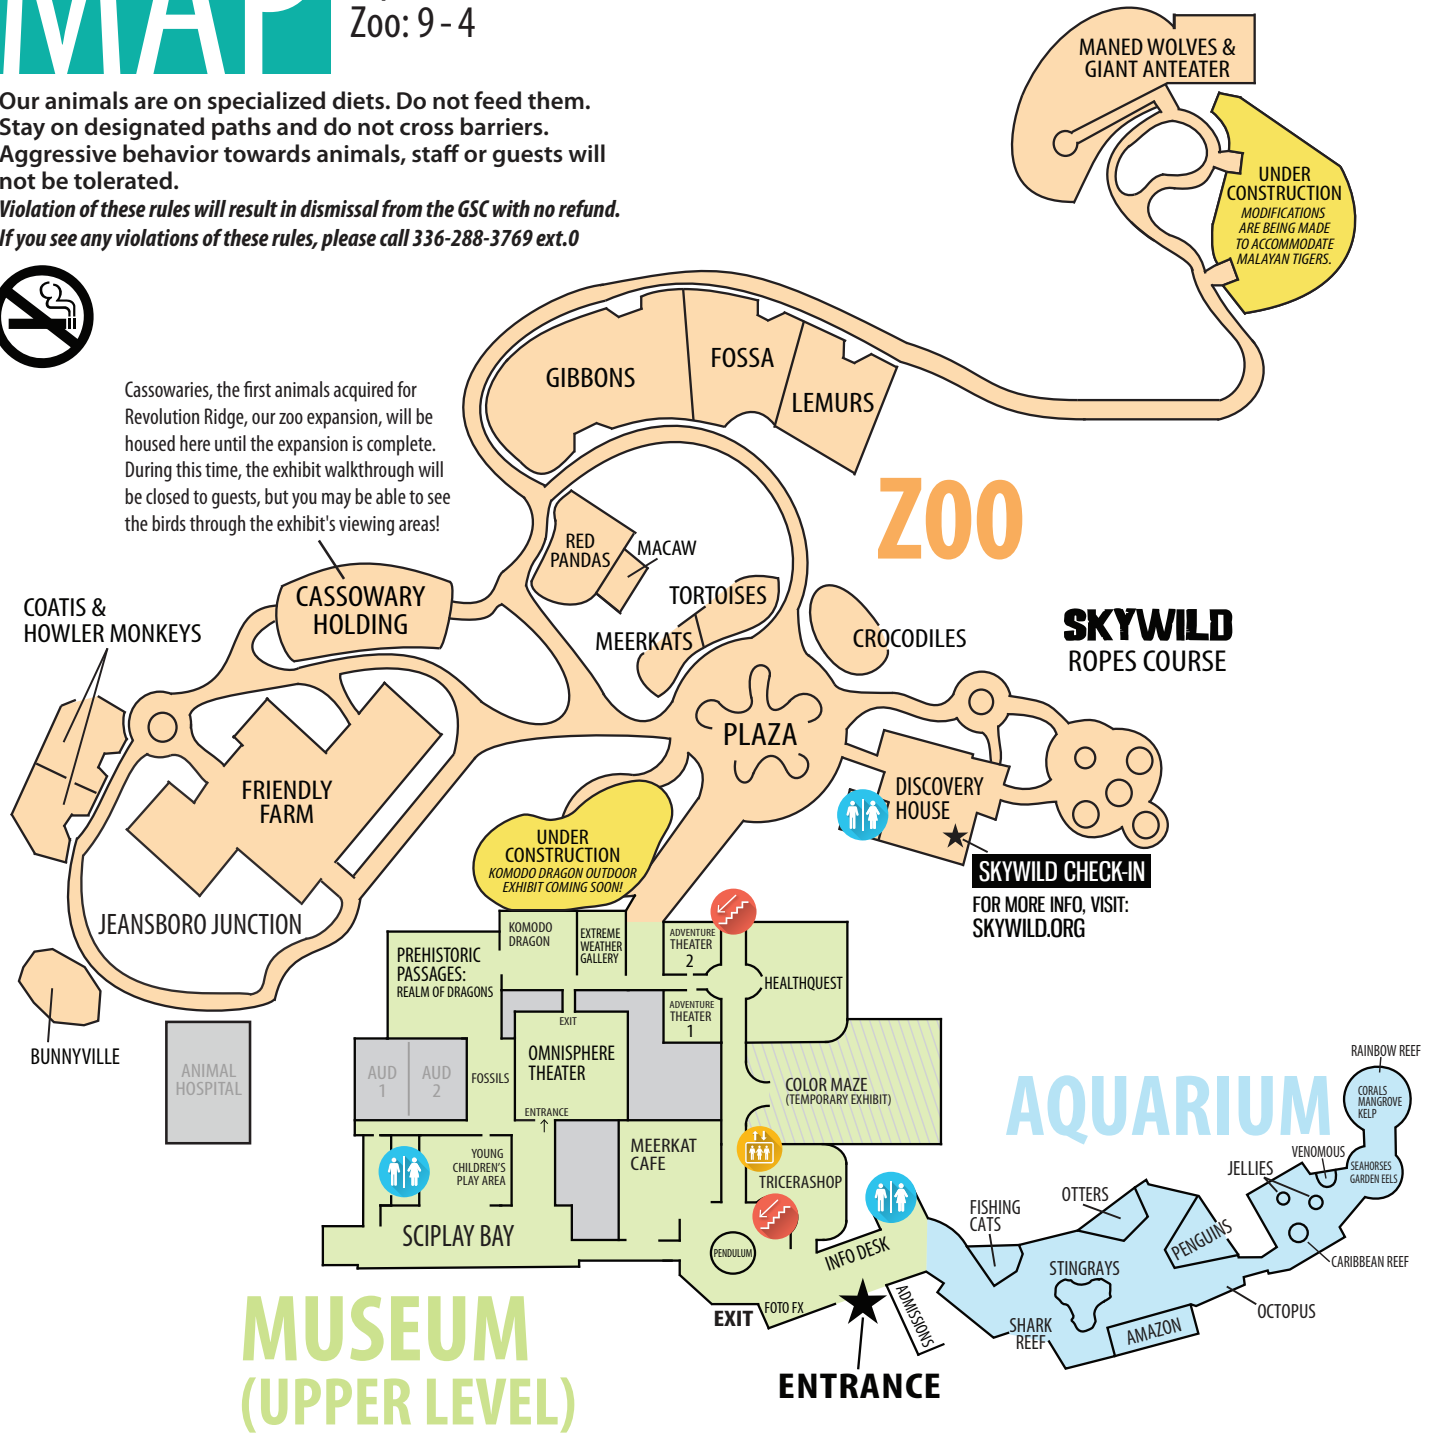 MAP
Zoo: 9 - 4
Our animals are on specialized diets. Do not feed them.
Stay on designated paths and do not cross barriers.
Aggressive behavior towards animals, staff or guests will
not be tolerated.
Violation of these rules will result in dismissal from the GSC with no refund.
If you see any violations of these rules, please call 336-288-3769 ext.0
MANED WOLVES &
GIANT ANTEATER
UNDER
CONSTRUCTION
MODIFICATIONS
ARE BEING MADE
TO ACCOMMODATE
MALAYAN TIGERS.
Cassowaries, the first animals acquired for
Revolution Ridge, our zoo expansion, will be
housed here until the expansion is complete.
During this time, the exhibit walkthrough will
be closed to guests, but you may be able to see
the birds through the exhibit's viewing areas!
GIBBONS
FOSSA
LEMURS
ZOO
RED
PANDAS
MACAW
TORTOISES
MEERKATS
CROCODILES
SKYWILD
ROPES COURSE
COATIS &
HOWLER MONKEYS
CASSOWARY
HOLDING
PLAZA
FRIENDLY
FARM
DISCOVERY
HOUSE
SKYWILD CHECK-IN
FOR MORE INFO, VISIT:
SKYWILD.ORG
UNDER
CONSTRUCTION
KOMODO DRAGON OUTDOOR
EXHIBIT COMING SOON!
JEANSBORO JUNCTION
BUNNYVILLE
ANIMAL
HOSPITAL
PREHISTORIC
PASSAGES:
REALM OF DRAGONS
KOMODO
DRAGON
EXTREME
WEATHER
GALLERY
ADVENTURE
THEATER
2
HEALTHQUEST
ADVENTURE
THEATER
1
EXIT
OMNISPHERE
THEATER
AUD
1
AUD
2
FOSSILS
ENTRANCE
COLOR MAZE
(TEMPORARY EXHIBIT)
YOUNG
CHILDREN'S
PLAY AREA
MEERKAT
CAFE
TRICERASHOP
SCIPLAY BAY
PENDULUM
INFO DESK
EXIT
FOTO FX
ADMISSIONS
ENTRANCE
MUSEUM
(UPPER LEVEL)
AQUARIUM
RAINBOW REEF
CORALS
MANGROVE
KELP
VENOMOUS
JELLIES
SEAHORSES
GARDEN EELS
FISHING
CATS
OTTERS
PENGUINS
STINGRAYS
CARIBBEAN REEF
OCTOPUS
SHARK
REEF
AMAZON